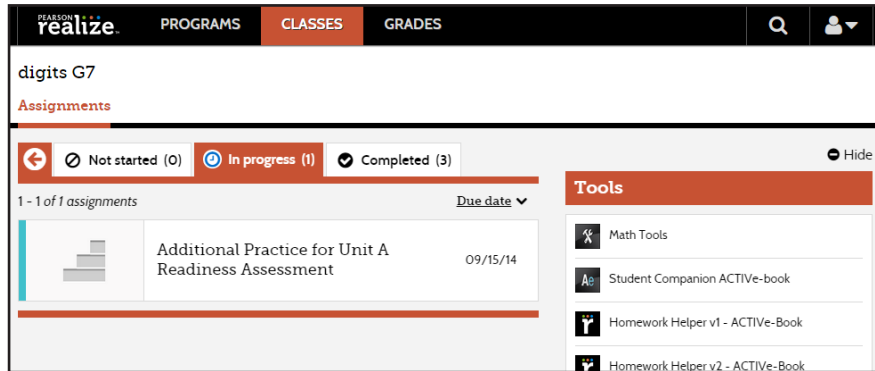 PEARSON
realize™ PROGRAMS CLASSES GRADES
digits G7
Assignments
Not started (0) In progress (1) Completed (3)
Hide
1 - 1 of 1 assignments Due date
Tools
Additional Practice for Unit A
Readiness Assessment
09/15/14
Math Tools
Ae Student Companion ACTIVe-book
r Homework Helper v1 - ACTIVe-Book
r Homework Helper v2 - ACTIVe-Book